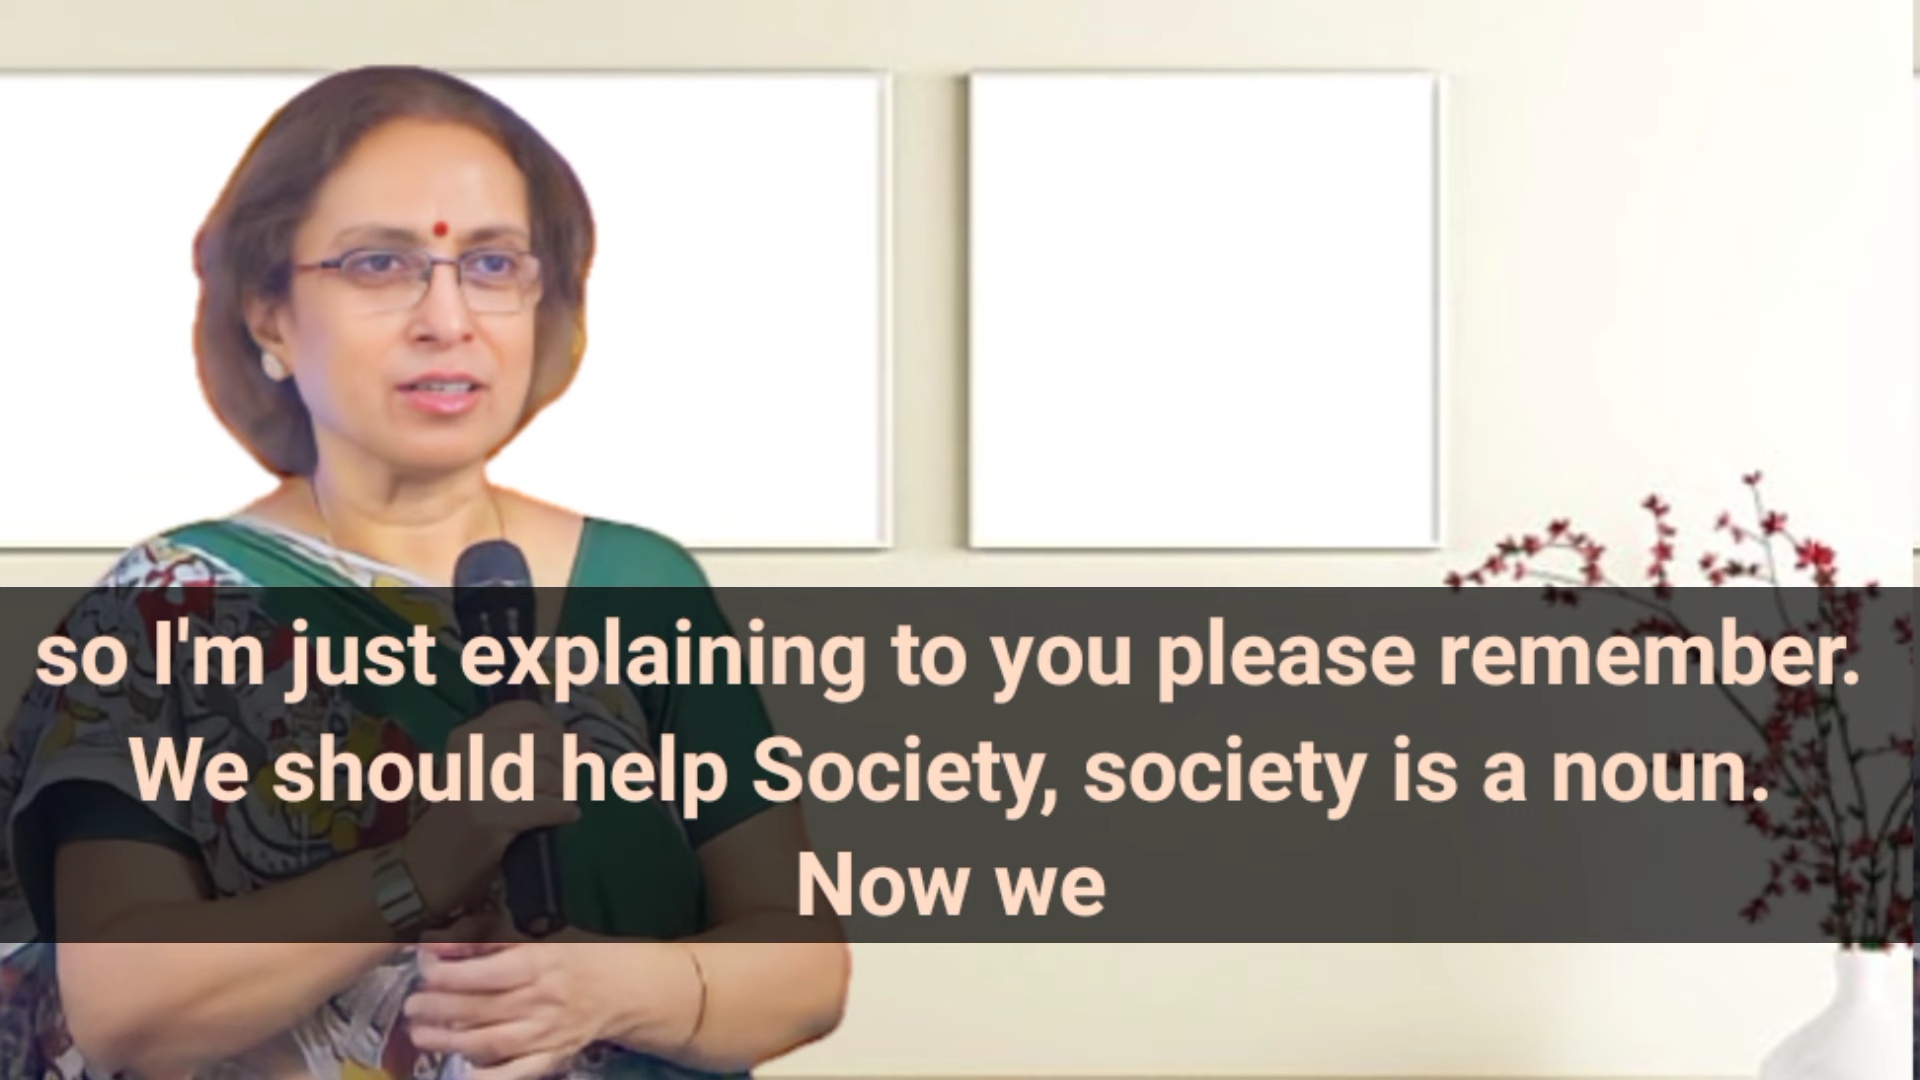 so I'm just explaining to you please remember.
We should help Society, society is a noun.
Now we